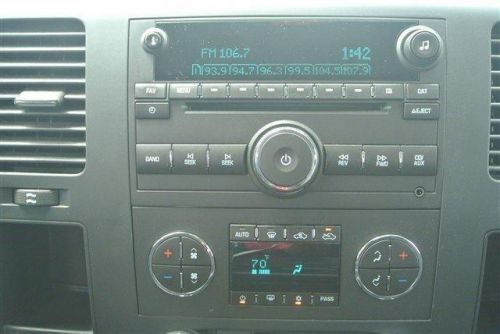 FM 106.7 1:42
1 93.9 94.7 96.3 99.5 104.5 107.9
FAV MENU CAT
EJECT
BAND SEEK SEEK REV FWD CD/AUX
AUTO
70°F
PASS